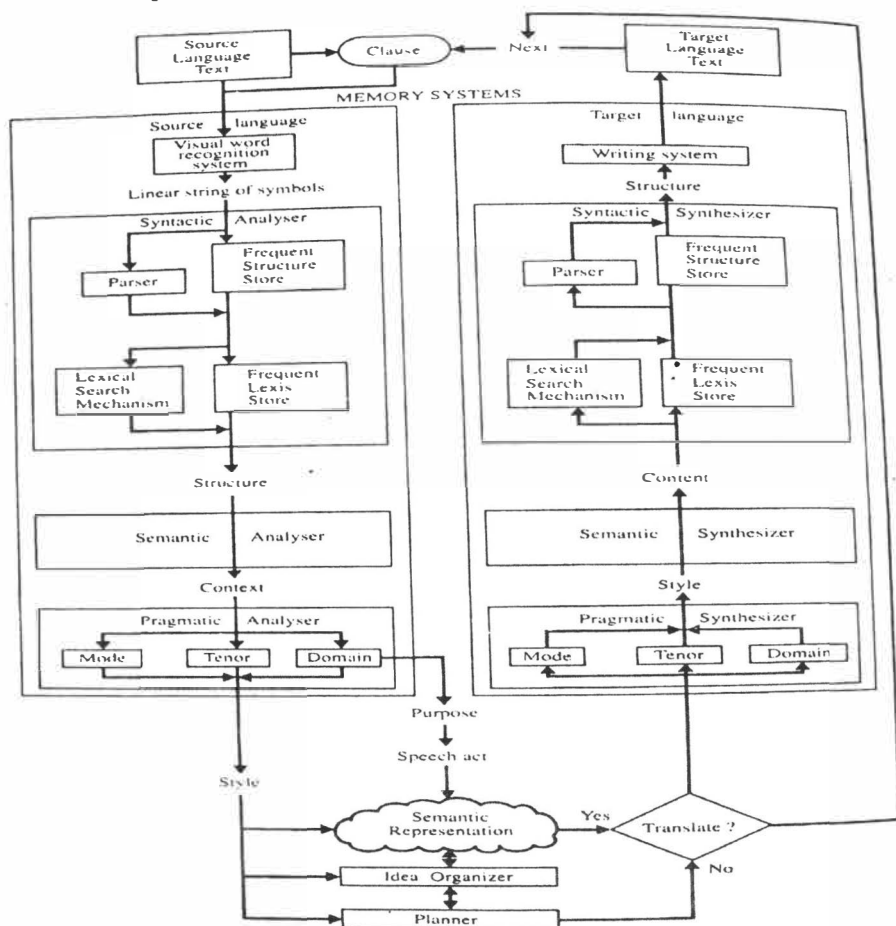 Source
Language
Text
Clause
Next
Target
Language
Text
MEMORY SYSTEMS
Source language
Visual word
recognition
system
Linear string of symbols
Syntactic Analyser
Parser
Frequent
Structure
Store
Lexical
Search
Mechanism
Frequent
Lexis
Store
Structure
Semantic Analyser
Context
Pragmatic Analyser
Mode
Tenor
Domain
Purpose
Speech act
Style
Semantic
Representation
Idea Organizer
Planner
Yes
Translate ?
No
Target language
Writing system
Structure
Syntactic Synthesizer
Parser
Frequent
Structure
Store
Lexical
Search
Mechanism
Frequent
Lexis
Store
Content
Semantic Synthesizer
Style
Pragmatic Synthesizer
Mode
Tenor
Domain